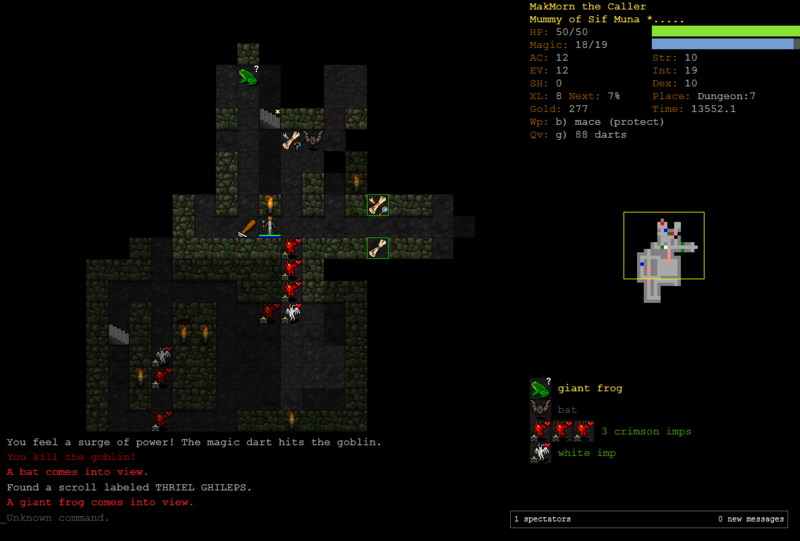 MakMorn the Caller
Mummy of Sif Muna *.....
HP: 50/50
Magic: 18/19
AC: 12 Str: 10
EV: 12 Int: 19
SH: 0 Dex: 10
XL: 8 Next: 7% Place: Dungeon:7
Gold: 277 Time: 13552.1
Wp: b) mace (protect)
Qv: g) 88 darts
giant frog
bat
3 crimson imps
white imp
You feel a surge of power! The magic dart hits the goblin.
You kill the goblin!
A bat comes into view.
Found a scroll labeled THRIEL GHILEPS.
A giant frog comes into view.
_Unknown command.
1 spectators 0 new messages